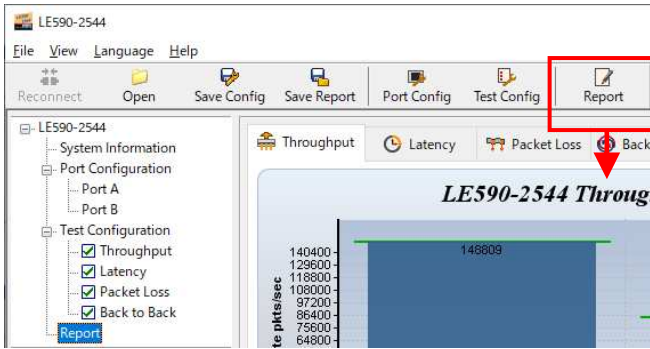 LE590-2544
File View Language Help
Reconnect Open Save Config Save Report Port Config Test Config Report
LE590-2544
System Information
Port Configuration
Port A
Port B
Test Configuration
Throughput
Latency
Packet Loss
Back to Back
Report
Throughput Latency Packet Loss Back
LE590-2544 Throug
148809
140400
129600
118800
108000
97200
86400
75600
64800
te pkts/sec